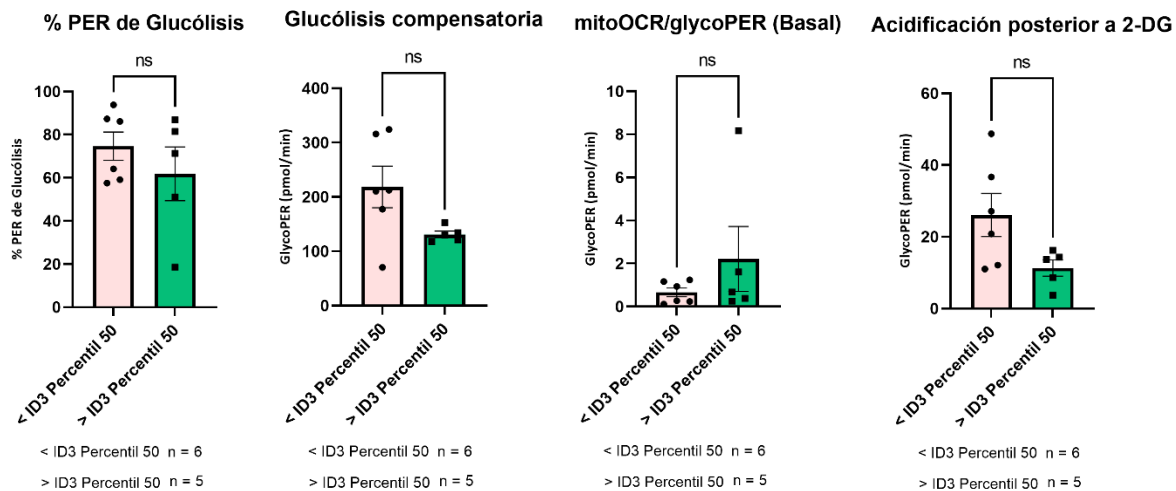 % PER de Glucólisis
ns
100
80
60
40
20
0
% PER de Glucólisis
< ID3 Percentil 50
> ID3 Percentil 50
< ID3 Percentil 50 n = 6
> ID3 Percentil 50 n = 5
Glucólisis compensatoria
ns
400
300
200
100
0
GlycoPER (pmol/min)
< ID3 Percentil 50
> ID3 Percentil 50
< ID3 Percentil 50 n = 6
> ID3 Percentil 50 n = 5
mitoOCR/glycoPER (Basal)
ns
10
8
6
4
2
0
GlycoPER (pmol/min)
< ID3 Percentil 50
> ID3 Percentil 50
< ID3 Percentil 50 n = 6
> ID3 Percentil 50 n = 5
Acidificación posterior a 2-DG
ns
60
40
20
0
GlycoPER (pmol/min)
< ID3 Percentil 50
> ID3 Percentil 50
< ID3 Percentil 50 n = 6
> ID3 Percentil 50 n = 5